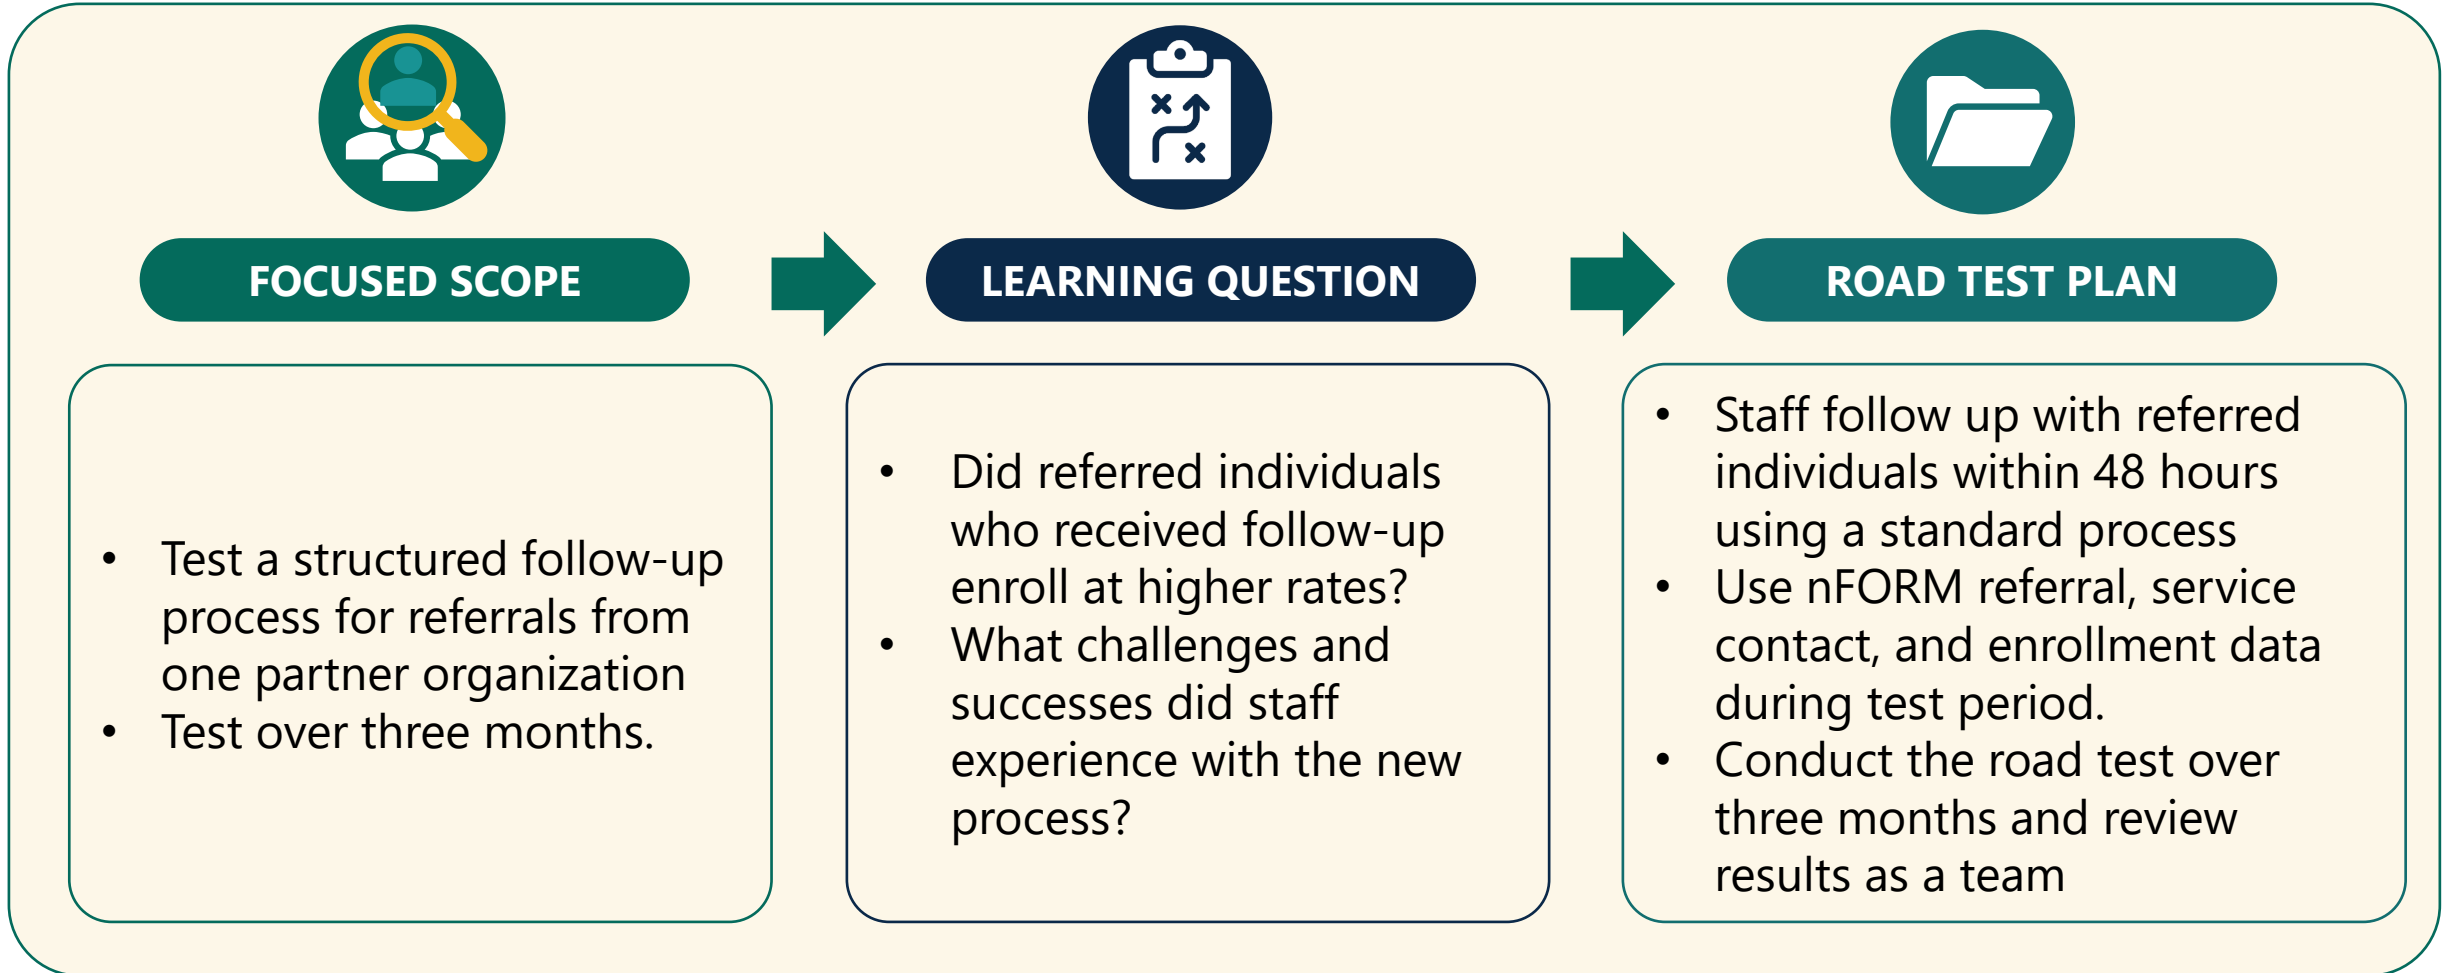 FOCUSED SCOPE
• Test a structured follow-up
process for referrals from
one partner organization
• Test over three months.
LEARNING QUESTION
• Did referred individuals
who received follow-up
enroll at higher rates?
• What challenges and
successes did staff
experience with the new
process?
ROAD TEST PLAN
• Staff follow up with referred
individuals within 48 hours
using a standard process
• Use nFORM referral, service
contact, and enrollment data
during test period.
• Conduct the road test over
three months and review
results as a team